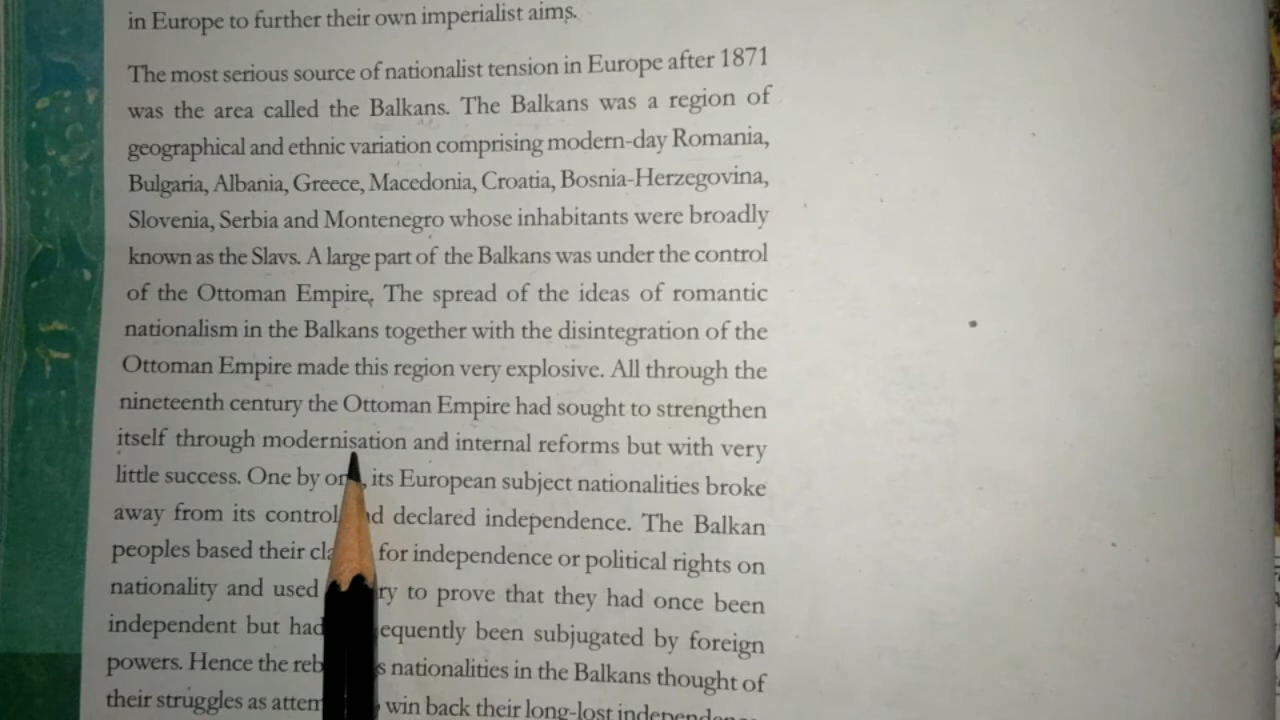 in Europe to further their own imperialist aims.
The most serious source of nationalist tension in Europe after 1871
was the area called the Balkans. The Balkans was a region of
geographical and ethnic variation comprising modern-day Romania,
Bulgaria, Albania, Greece, Macedonia, Croatia, Bosnia-Herzegovina,
Slovenia, Serbia and Montenegro whose inhabitants were broadly
known as the Slavs. A large part of the Balkans was under the control
of the Ottoman Empire. The spread of the ideas of romantic
nationalism in the Balkans together with the disintegration of the
Ottoman Empire made this region very explosive. All through the
nineteenth century the Ottoman Empire had sought to strengthen
itself through modernisation and internal reforms but with very
little success. One by one, its European subject nationalities broke
away from its control and declared independence. The Balkan
peoples based their for independence or political rights on
nationality and used to prove that they had once been
independent but had been subjugated by foreign
powers. Hence the nationalities in the Balkans thought of
their struggles as win back their long-lost